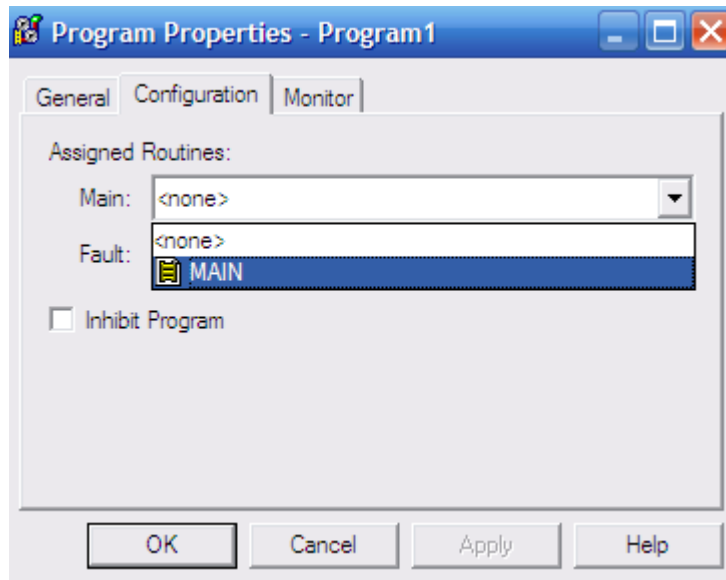 Program Properties - Program1
General Configuration Monitor
Assigned Routines:
Main: <none>
<none>
Fault:
MAIN
Inhibit Program
OK Cancel Apply Help